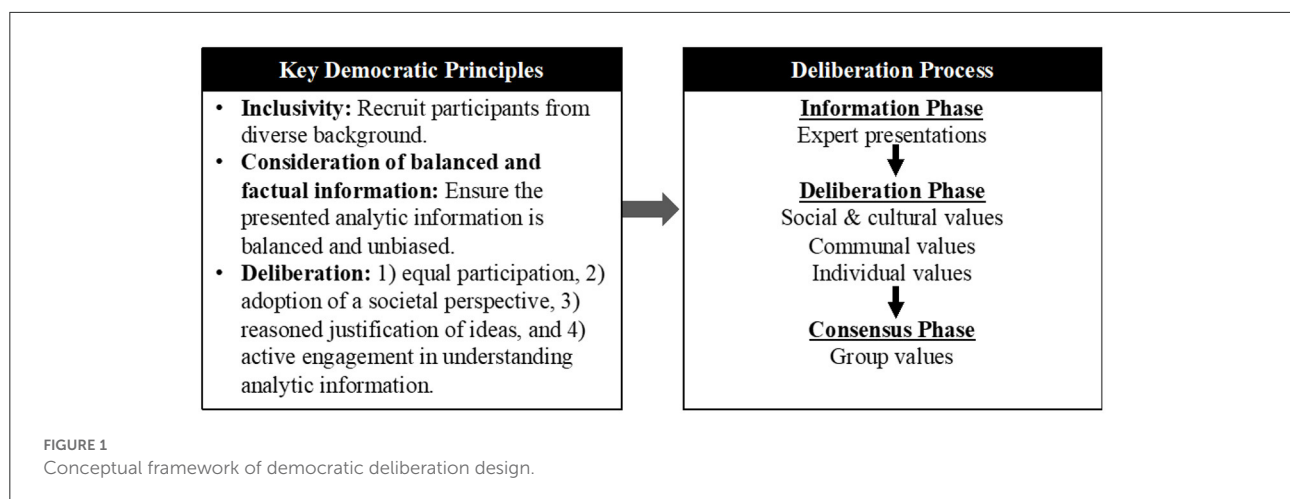 Key Democratic Principles
• Inclusivity: Recruit participants from
diverse background.
• Consideration of balanced and
factual information: Ensure the
presented analytic information is
balanced and unbiased.
• Deliberation: 1) equal participation, 2)
adoption of a societal perspective, 3)
reasoned justification of ideas, and 4)
active engagement in understanding
analytic information.
Deliberation Process
Information Phase
Expert presentations
Deliberation Phase
Social & cultural values
Communal values
Individual values
Consensus Phase
Group values
FIGURE 1
Conceptual framework of democratic deliberation design.